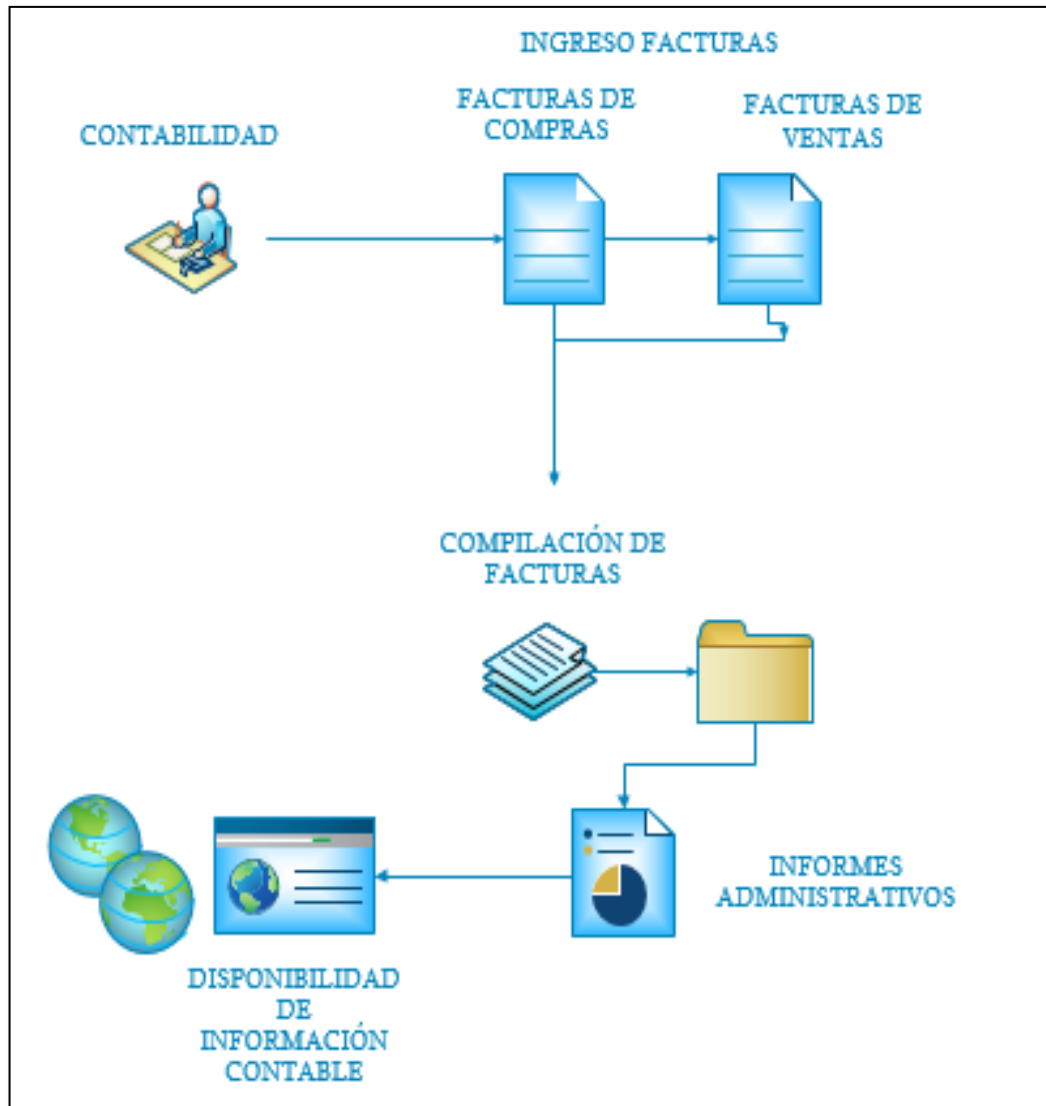 INGRESO FACTURAS
CONTABILIDAD
FACTURAS DE
COMPRAS
FACTURAS DE
VENTAS
COMPILACIÓN DE
FACTURAS
INFORMES
ADMINISTRATIVOS
DISPONIBILIDAD
DE
INFORMACIÓN
CONTABLE